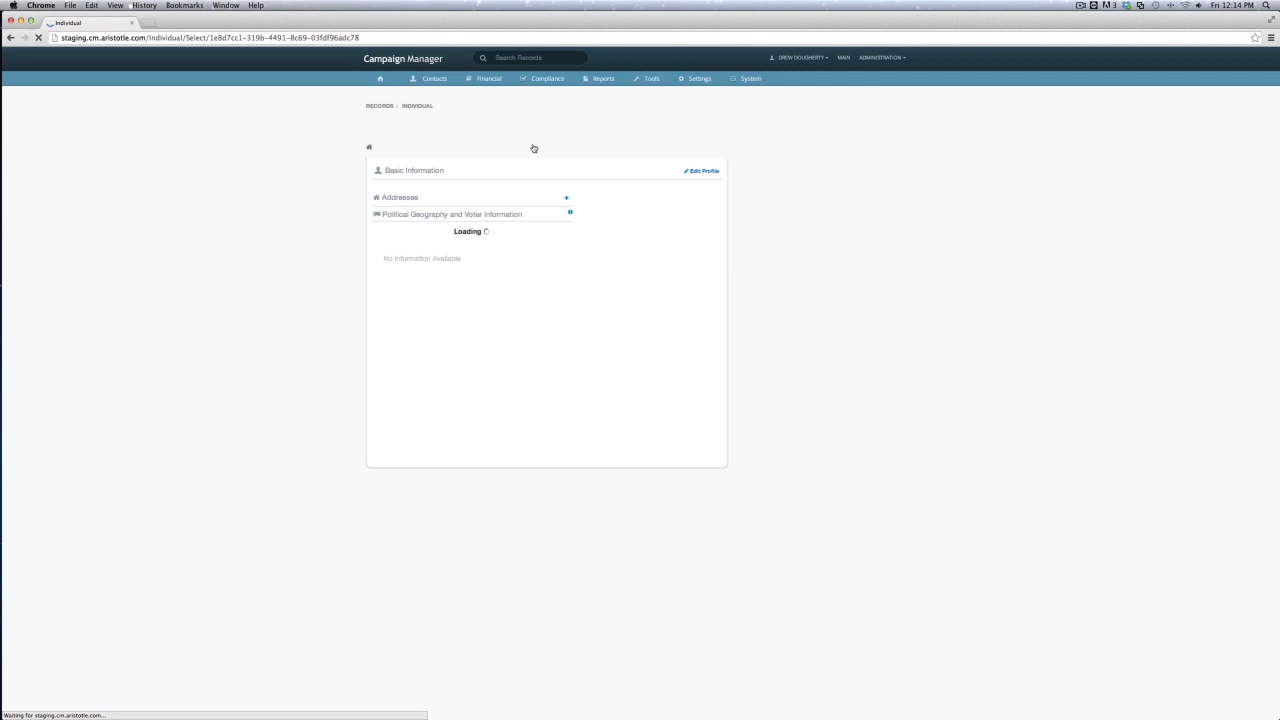 Chrome File Edit View History Bookmarks Window Help 3 Fri 12:14 PM
Individual
staging.cm.aristotle.com/Individual/Select/1e8d7cc1-319b-4491-8c69-03fdf96adc78
Campaign Manager Search Records DREW DOUGHERTY MAIN ADMINISTRATION
Contacts Financial Compliance Reports Tools Settings System
RECORDS / INDIVIDUAL
Basic Information Edit Profile
Addresses +
Political Geography and Voter Information
Loading
No Information Available
Waiting for staging.cm.aristotle.com...